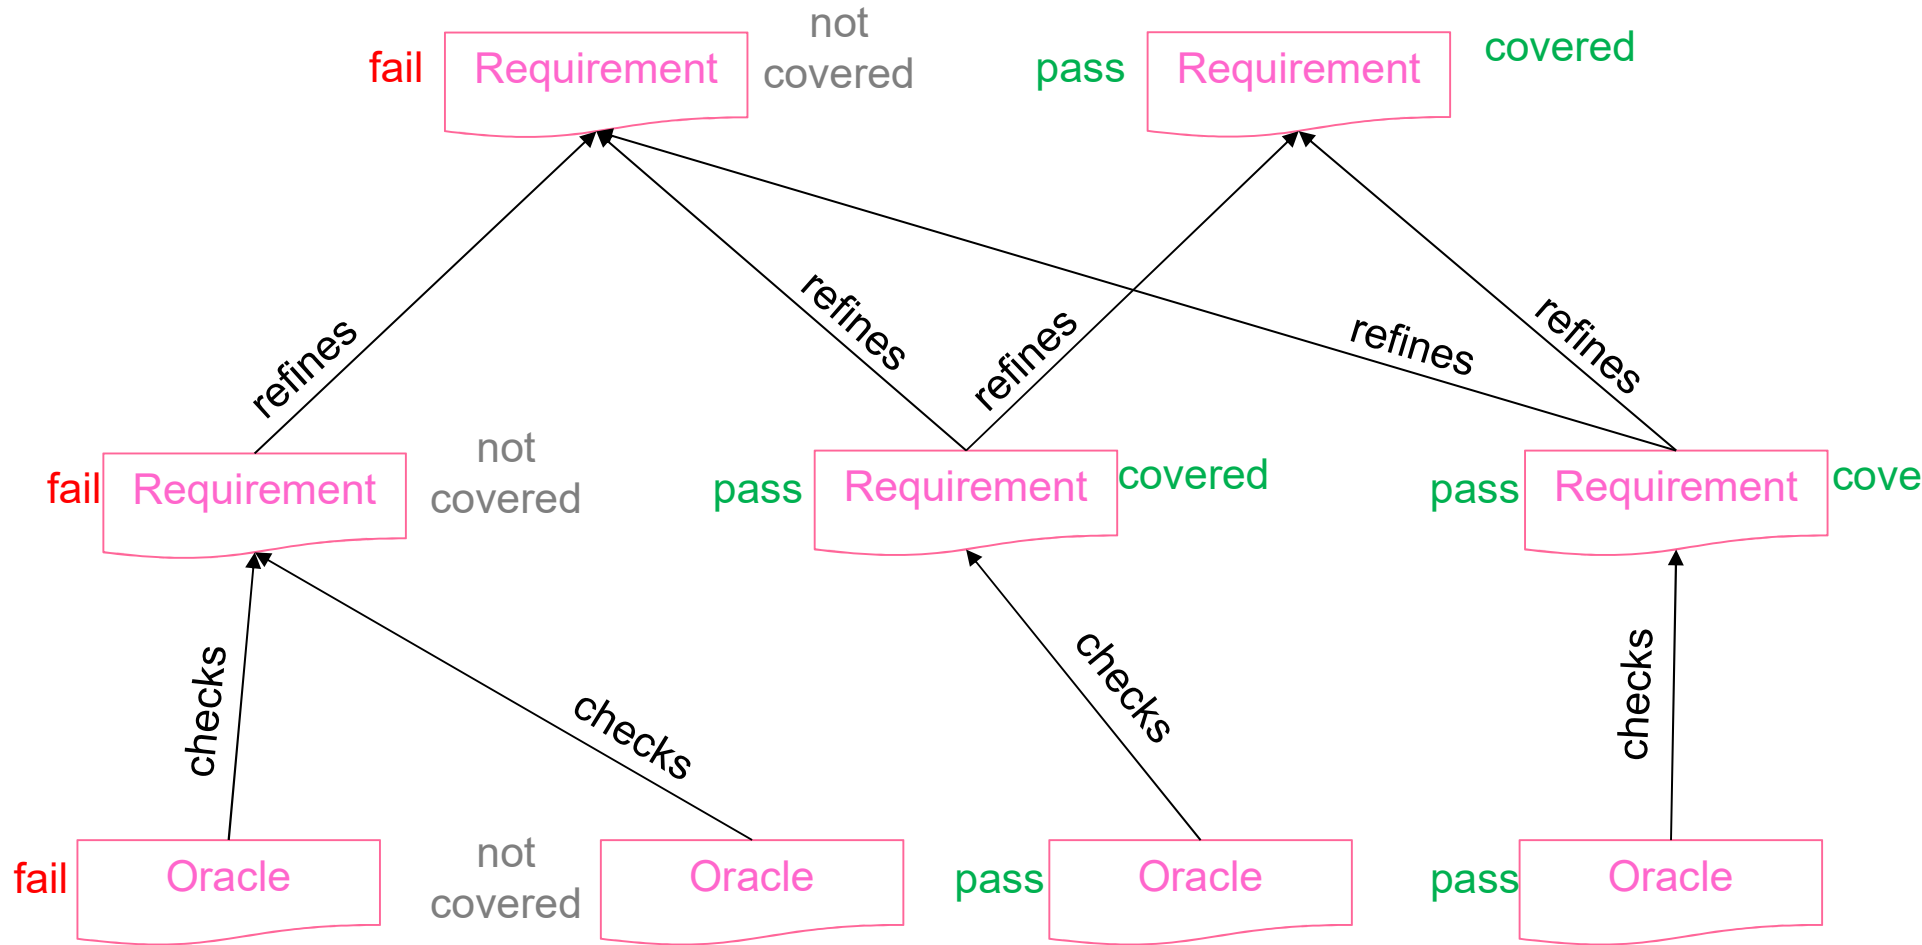 not
covered
fail
Requirement
pass
Requirement
covered
refines
refines
refines
refines
refines
fail
Requirement
not
covered
pass
Requirement
covered
pass
Requirement
cove
checks
checks
checks
checks
fail
Oracle
not
covered
Oracle
pass
Oracle
pass
Oracle